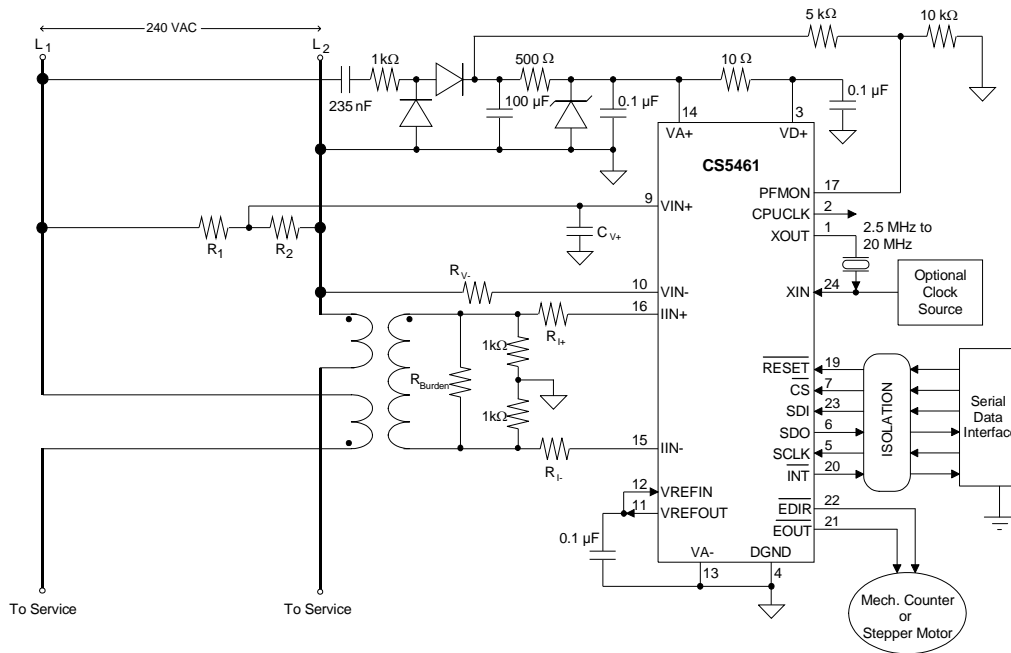 240 VAC
L1
L2
5 kΩ
10 kΩ
1kΩ
500 Ω
10 Ω
235 nF
100 µF
0.1 µF
0.1 µF
14
3
VA+
VD+
CS5461
9
VIN+
PFMON
17
CPUCLK
2
XOUT
1
2.5 MHz to
20 MHz
R1
R2
CV+
RV-
10
VIN-
XIN
24
Optional
Clock
Source
16
IIN+
RI+
1kΩ
RBurden
1kΩ
RESET
19
CS
7
SDI
23
SDO
6
SCLK
5
INT
20
ISOLATION
Serial
Data
Interface
15
IIN-
RI-
12
VREFIN
11
VREFOUT
EDIR
22
EOUT
21
0.1 µF
VA-
DGND
13
4
To Service
To Service
Mech. Counter
or
Stepper Motor